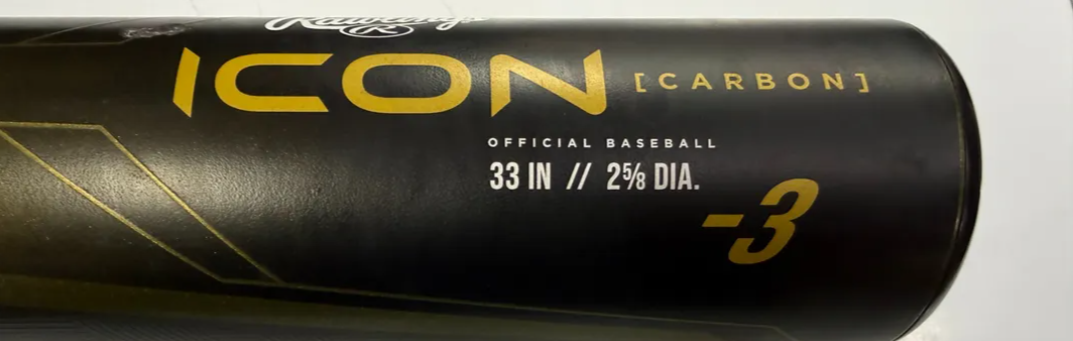 Rawlings
R
ICON [CARBON]
OFFICIAL BASEBALL
33 IN // 2⅝ DIA.
-3